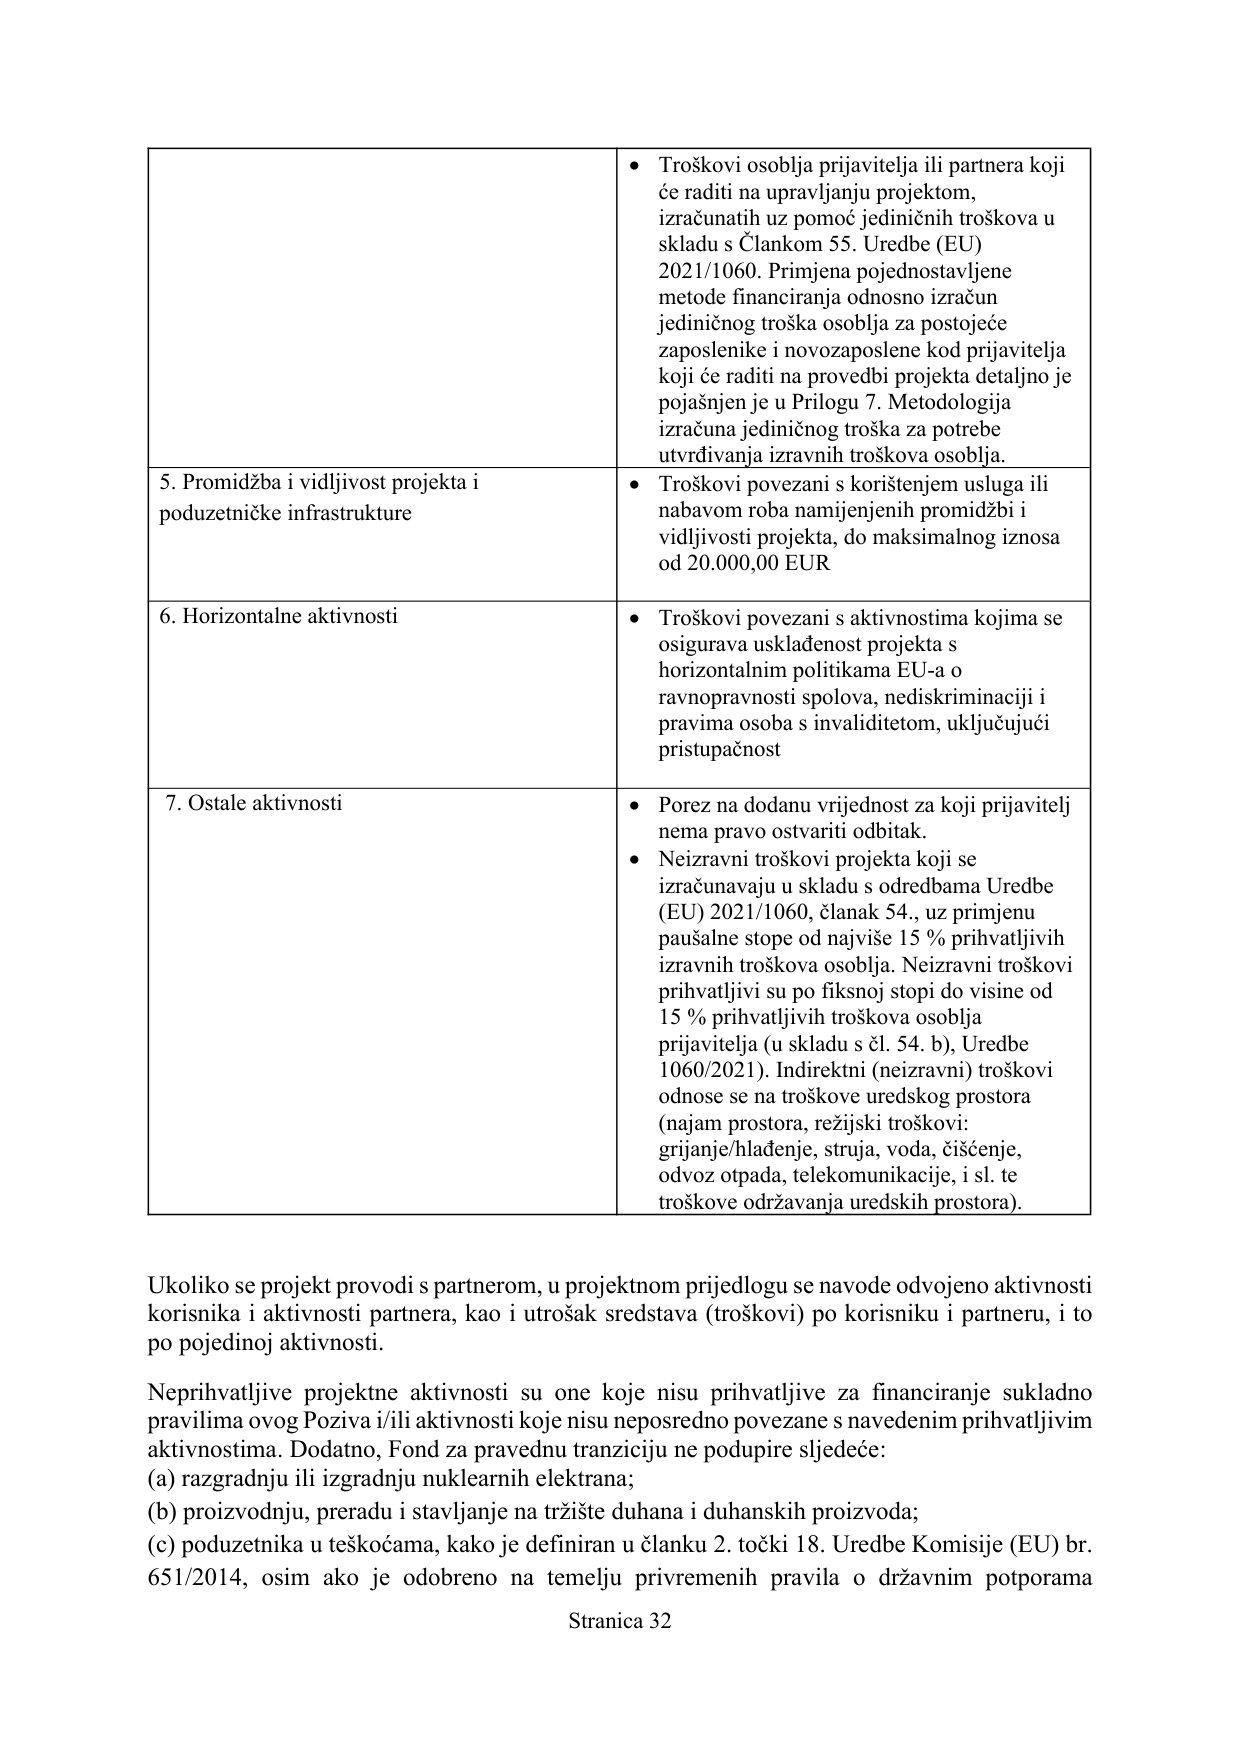 • Troškovi osoblja prijavitelja ili partnera koji
će raditi na upravljanju projektom,
izračunatih uz pomoć jediničnih troškova u
skladu s Člankom 55. Uredbe (EU)
2021/1060. Primjena pojednostavljene
metode financiranja odnosno izračun
jediničnog troška osoblja za postojeće
zaposlenike i novozaposlene kod prijavitelja
koji će raditi na provedbi projekta detaljno je
pojašnjen je u Prilogu 7. Metodologija
izračuna jediničnog troška za potrebe
utvrđivanja izravnih troškova osoblja.
5. Promidžba i vidljivost projekta i
poduzetničke infrastrukture
• Troškovi povezani s korištenjem usluga ili
nabavom roba namijenjenih promidžbi i
vidljivosti projekta, do maksimalnog iznosa
od 20.000,00 EUR
6. Horizontalne aktivnosti
• Troškovi povezani s aktivnostima kojima se
osigurava usklađenost projekta s
horizontalnim politikama EU-a o
ravnopravnosti spolova, nediskriminaciji i
pravima osoba s invaliditetom, uključujući
pristupačnost
7. Ostale aktivnosti
• Porez na dodanu vrijednost za koji prijavitelj
nema pravo ostvariti odbitak.
• Neizravni troškovi projekta koji se
izračunavaju u skladu s odredbama Uredbe
(EU) 2021/1060, članak 54., uz primjenu
paušalne stope od najviše 15 % prihvatljivih
izravnih troškova osoblja. Neizravni troškovi
prihvatljivi su po fiksnoj stopi do visine od
15 % prihvatljivih troškova osoblja
prijavitelja (u skladu s čl. 54. b), Uredbe
1060/2021). Indirektni (neizravni) troškovi
odnose se na troškove uredskog prostora
(najam prostora, režijski troškovi:
grijanje/hlađenje, struja, voda, čišćenje,
odvoz otpada, telekomunikacije, i sl. te
troškove održavanja uredskih prostora).
Ukoliko se projekt provodi s partnerom, u projektnom prijedlogu se navode odvojeno aktivnosti
korisnika i aktivnosti partnera, kao i utrošak sredstava (troškovi) po korisniku i partneru, i to
po pojedinoj aktivnosti.
Neprihvatljive projektne aktivnosti su one koje nisu prihvatljive za financiranje sukladno
pravilima ovog Poziva i/ili aktivnosti koje nisu neposredno povezane s navedenim prihvatljivim
aktivnostima. Dodatno, Fond za pravednu tranziciju ne podupire sljedeće:
(a) razgradnju ili izgradnju nuklearnih elektrana;
(b) proizvodnju, preradu i stavljanje na tržište duhana i duhanskih proizvoda;
(c) poduzetnika u teškoćama, kako je definiran u članku 2. točki 18. Uredbe Komisije (EU) br.
651/2014, osim ako je odobreno na temelju privremenih pravila o državnim potporama
Stranica 32